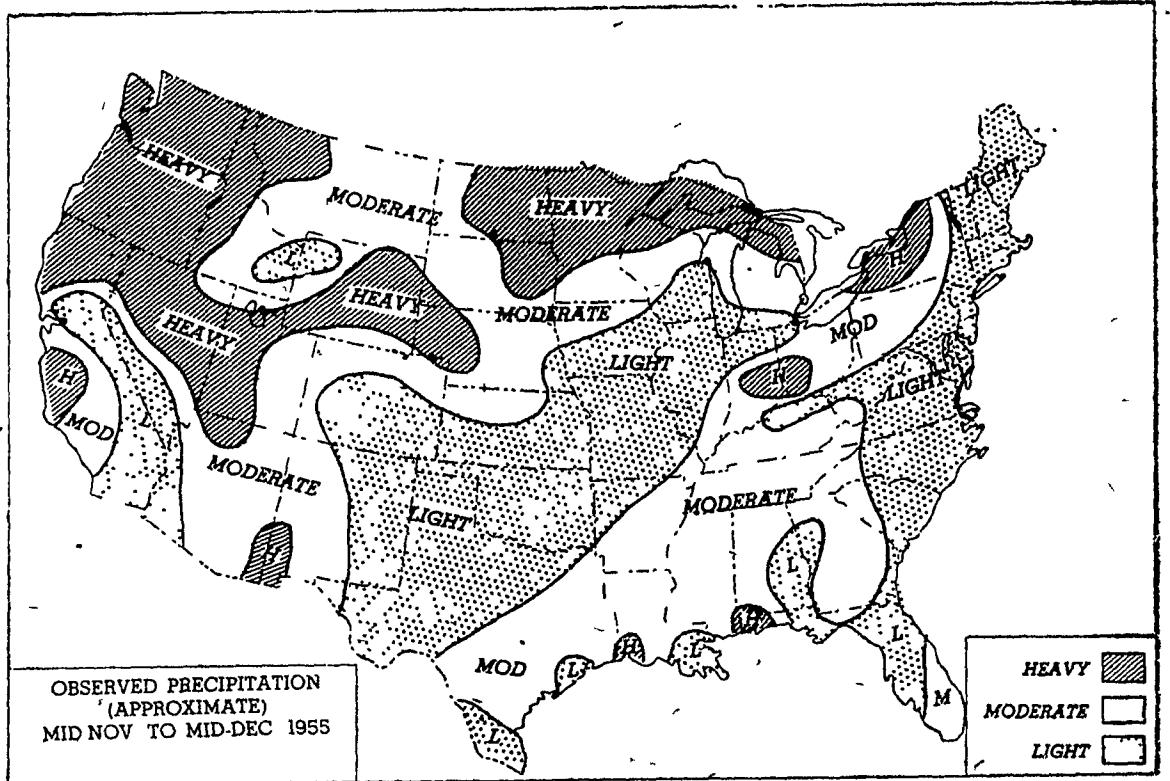 LIGHT
HEAVY
MODERATE
HEAVY
H
L
HEAVY
MODERATE
MOD
HEAVY
LIGHT
H
H
LIGHT
MOD
L
MODERATE
MODERATE
LIGHT
H
L
H
L
H
L
L
MOD
M
L
OBSERVED PRECIPITATION
(APPROXIMATE)
MID NOV TO MID-DEC 1955
HEAVY
MODERATE
LIGHT